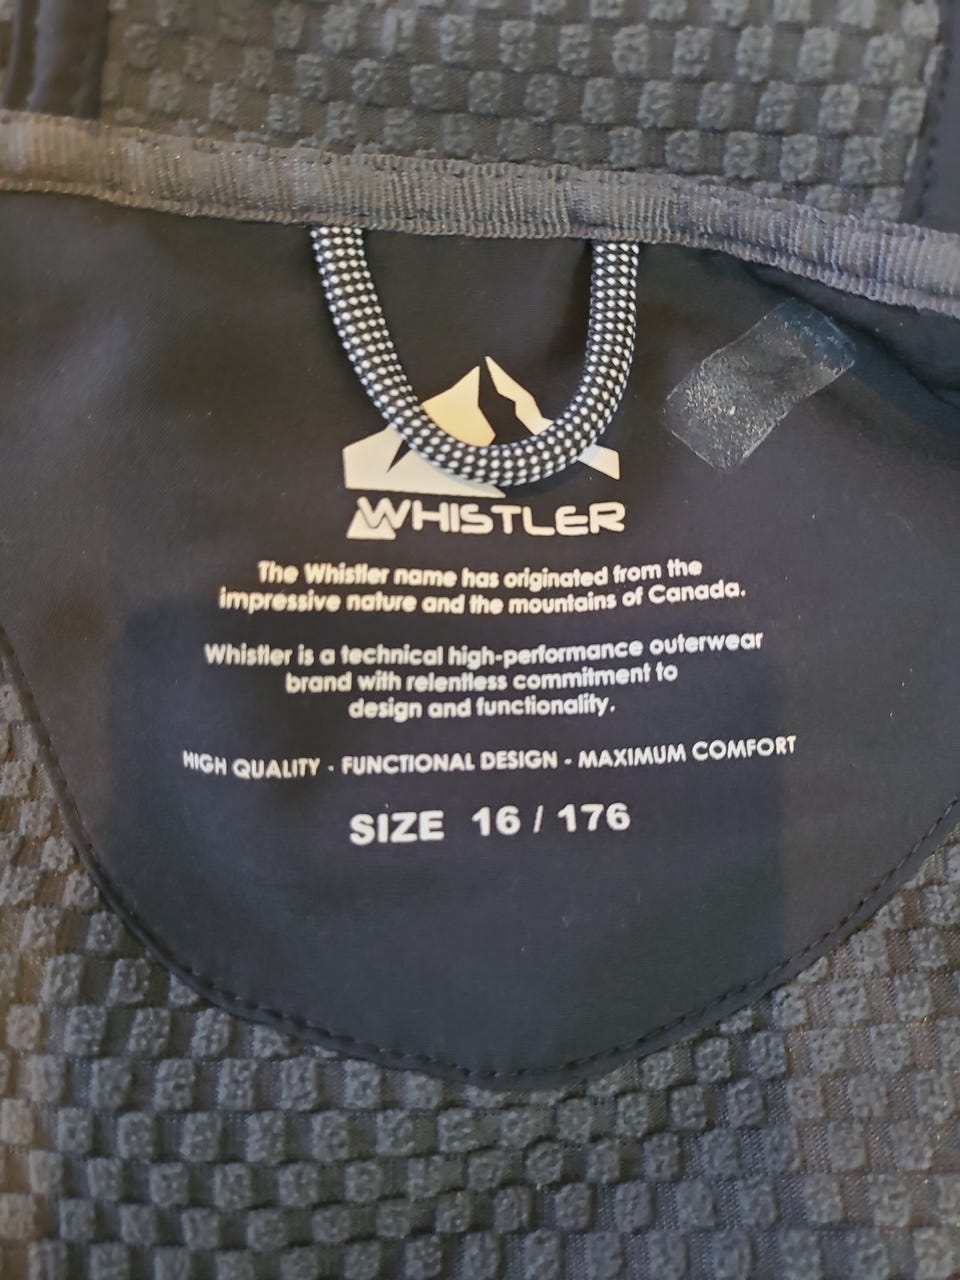 WHISTLER
The Whistler name has originated from the
impressive nature and the mountains of Canada.
Whistler is a technical high-performance outerwear
brand with relentless commitment to
design and functionality.
HIGH QUALITY - FUNCTIONAL DESIGN - MAXIMUM COMFORT
SIZE 16 / 176